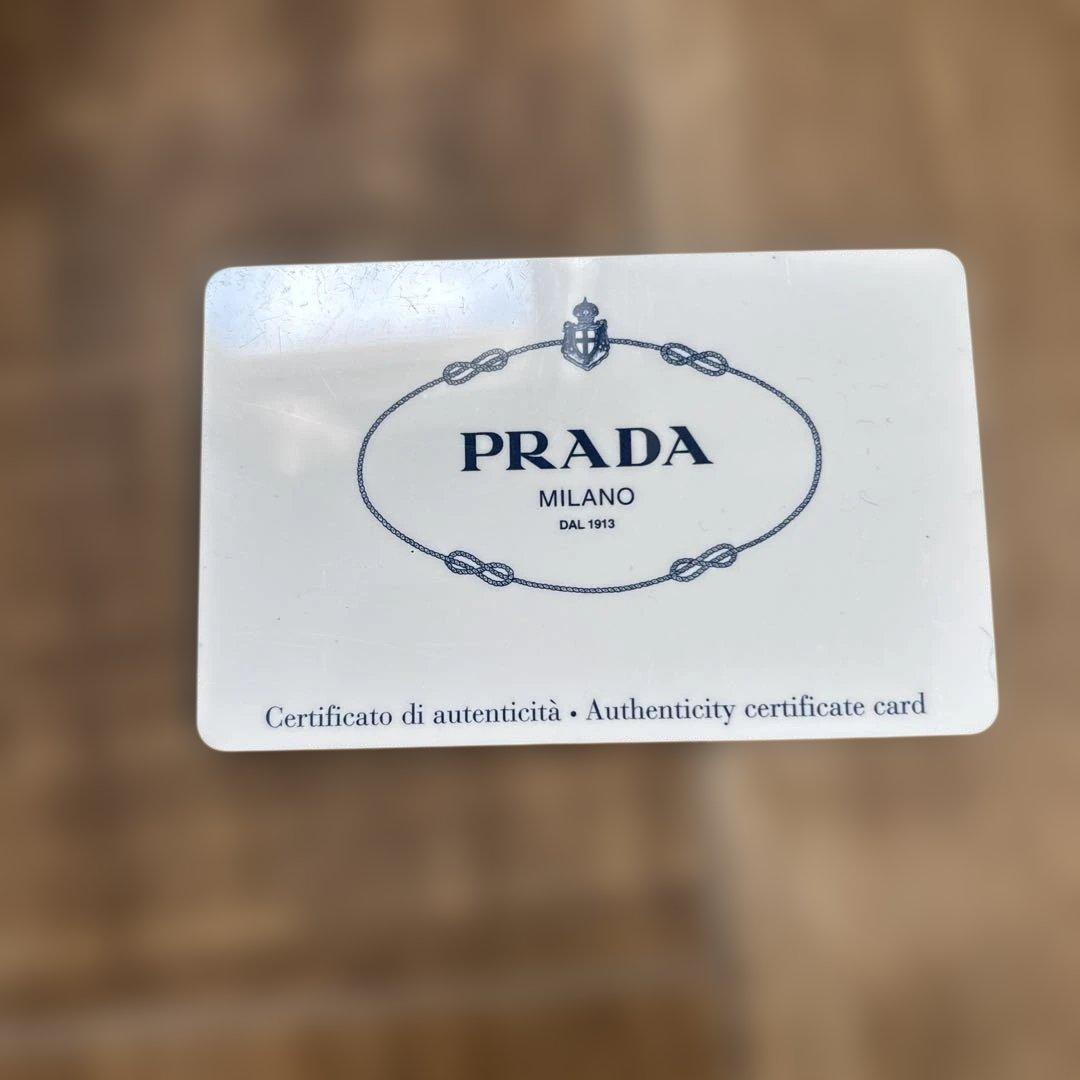 PRADA
MILANO
DAL 1913
Certificato di autenticità • Authenticity certificate card